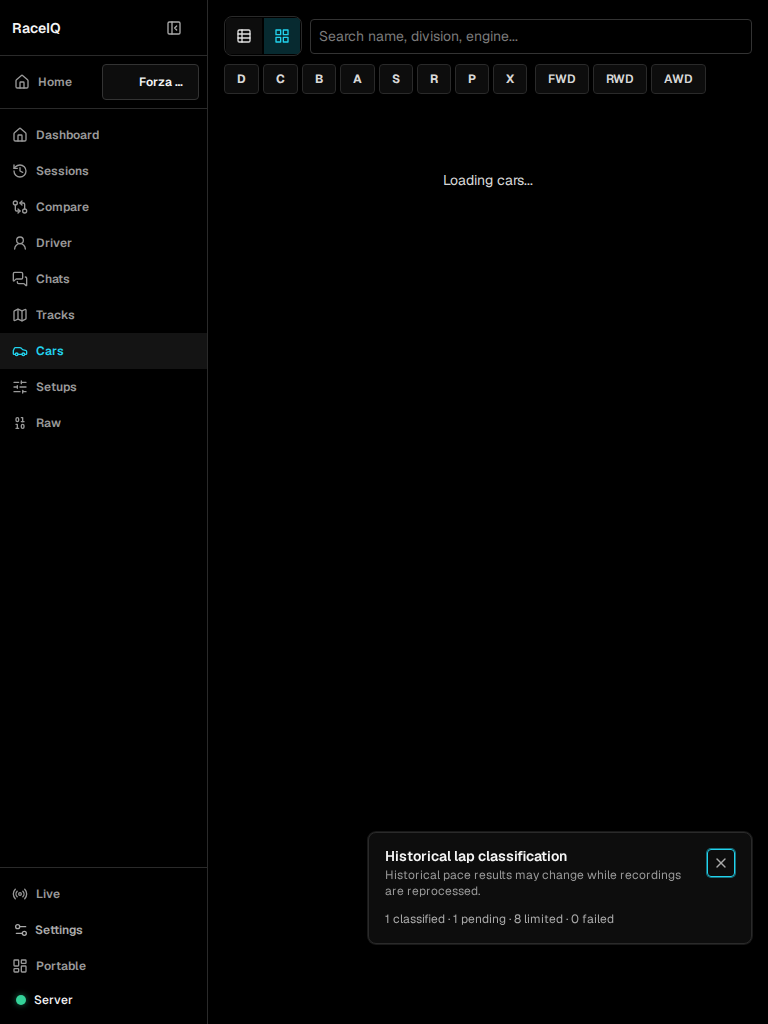 RaceIQ
Home
Forza ...
Dashboard
Sessions
Compare
Driver
Chats
Tracks
Cars
Setups
Raw
Live
Settings
Portable
Server
Search name, division, engine...
D C B A S R P X FWD RWD AWD
Loading cars...
Historical lap classification
Historical pace results may change while recordings
are reprocessed.
1 classified · 1 pending · 8 limited · 0 failed